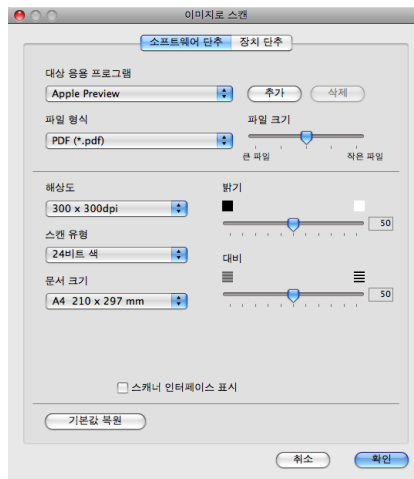 이미지로 스캔
소프트웨어 단추 장치 단추
대상 응용 프로그램
Apple Preview 추가 삭제
파일 형식 파일 크기
PDF (*.pdf)
큰 파일 작은 파일
해상도 밝기
300 x 300dpi
50
스캔 유형
24비트 색 대비
문서 크기
A4 210 x 297 mm 50
스캐너 인터페이스 표시
기본값 복원
취소 확인